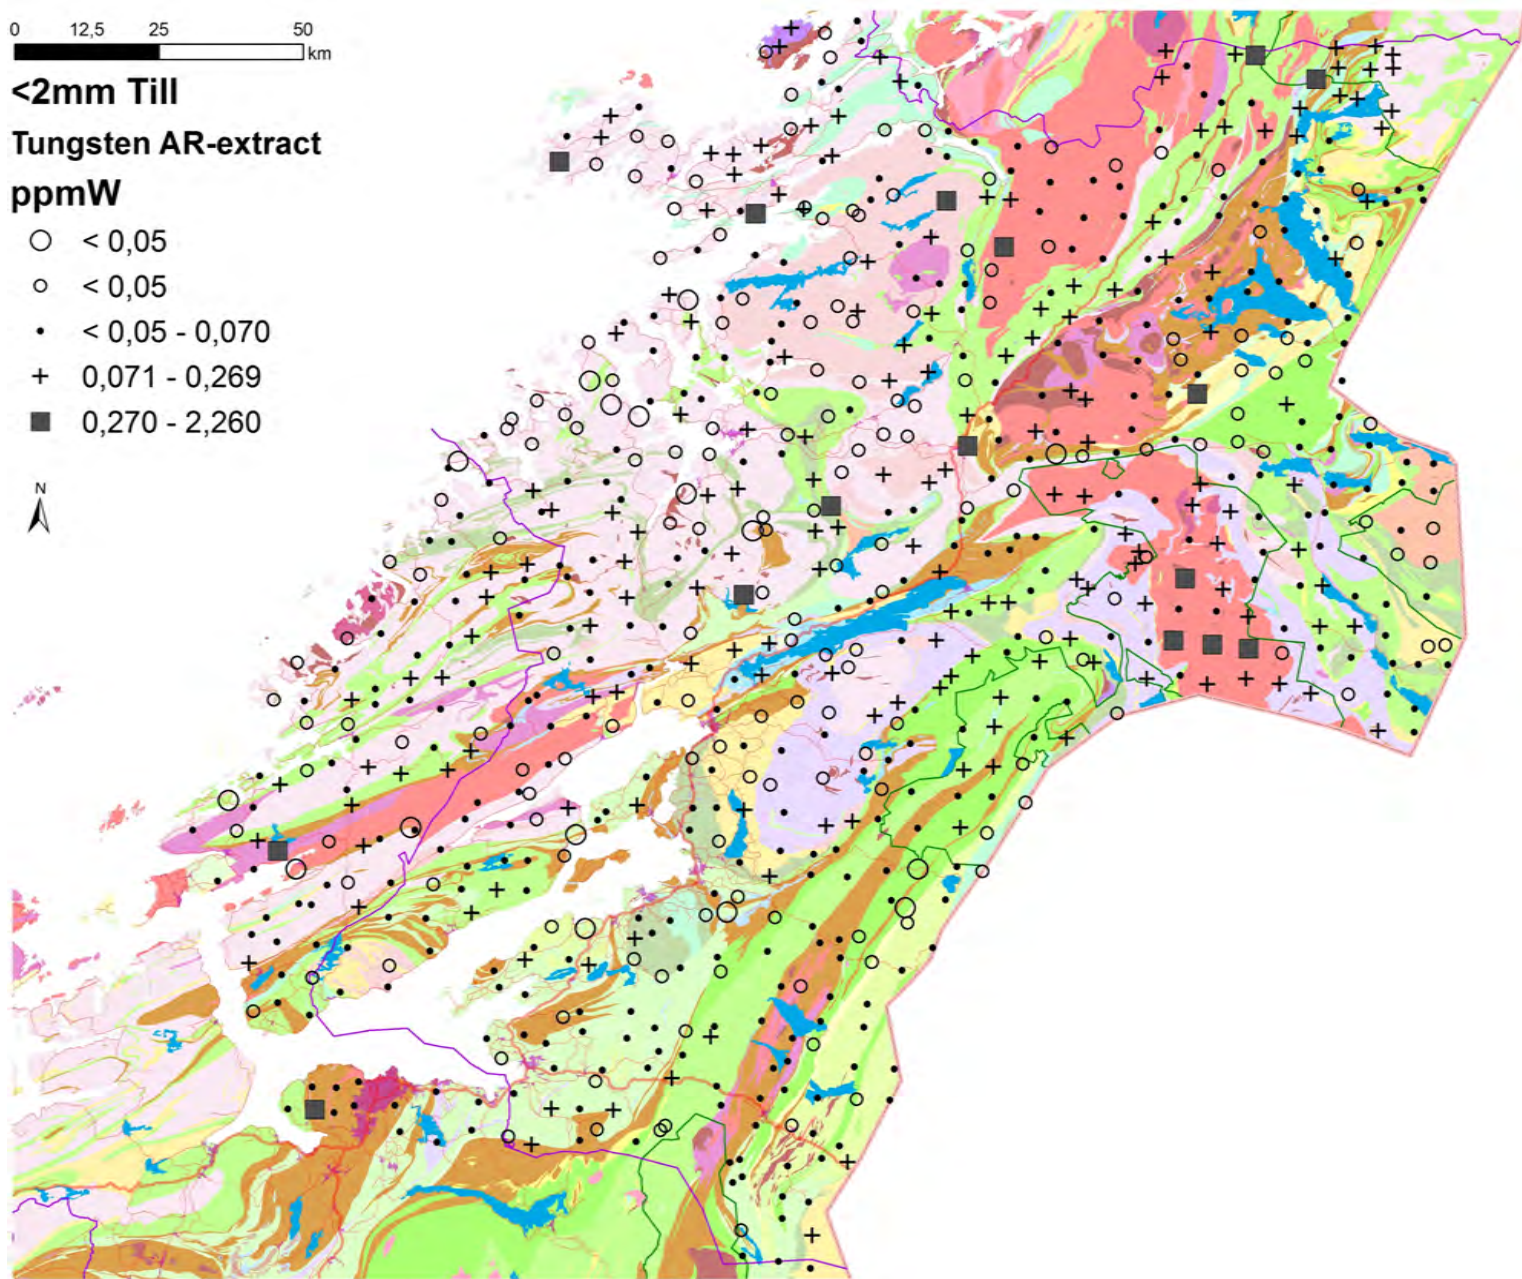 0 12,5 25 50
km
<2mm Till
Tungsten AR-extract
ppmW
< 0,05
< 0,05
< 0,05 - 0,070
0,071 - 0,269
0,270 - 2,260
N